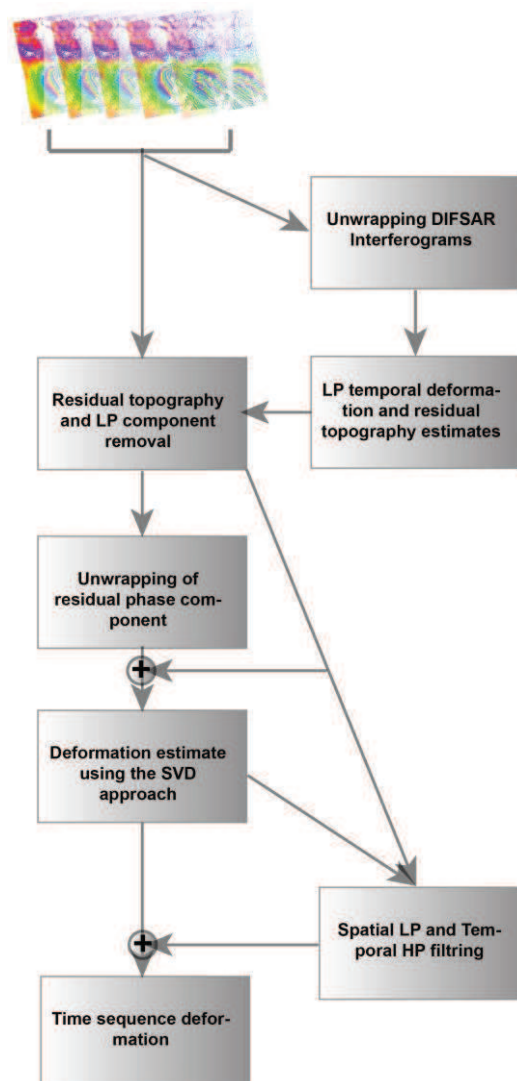 Unwrapping DIFSAR
Interferograms
LP temporal deforma-
tion and residual
topography estimates
Residual topography
and LP component
removal
Unwrapping of
residual phase com-
ponent
+
Deformation estimate
using the SVD
approach
Spatial LP and Tem-
poral HP filtring
+
Time sequence defor-
mation